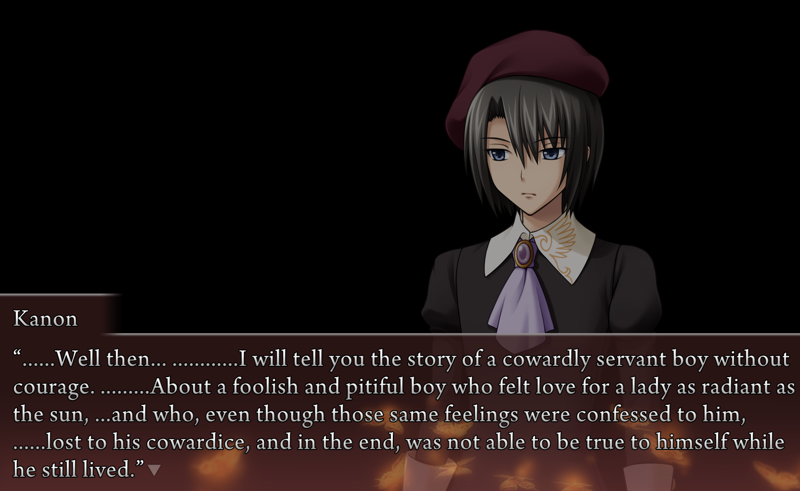 Kanon
“......Well then... ............I will tell you the story of a cowardly servant boy without
courage. .........About a foolish and pitiful boy who felt love for a lady as radiant as
the sun, ...and who, even though those same feelings were confessed to him,
......lost to his cowardice, and in the end, was not able to be true to himself while
he still lived.”